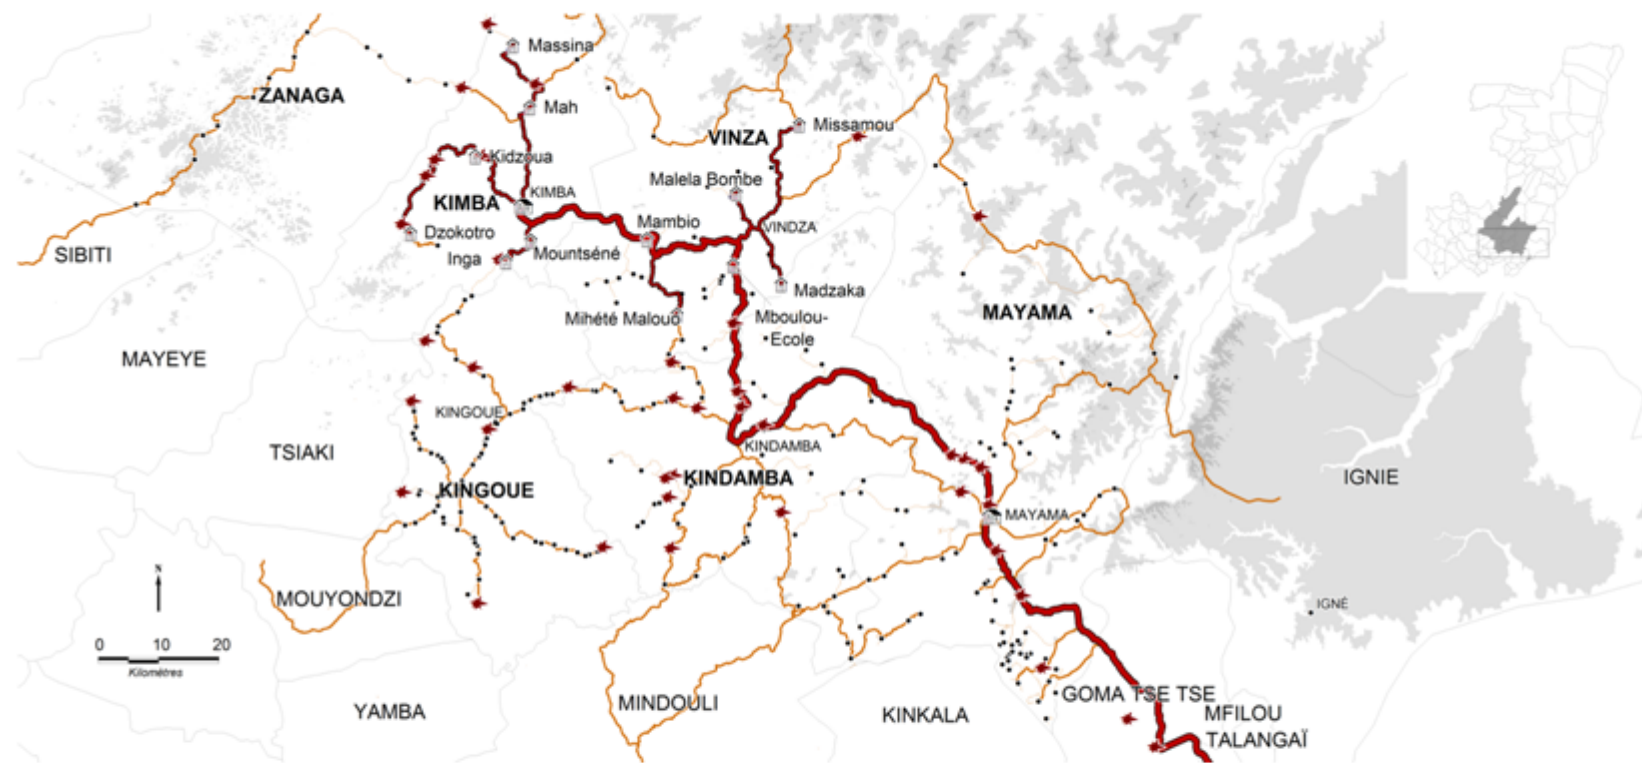 Massina
ZANAGA
Mah
Missamou
VINZA
Kidzoua
Malela Bombe
KIMBA
KIMBA
Mambio
VINDZA
Dzokotro
SIBITI
Inga
Mountséné
Madzaka
Mihété Malouo
Mboulou-
Ecole
MAYAMA
MAYEYE
KINGOUE
KINDAMBA
TSIAKI
KINGOUE
KINDAMBA
IGNIE
MAYAMA
N
MOUYONDZI
IGNÉ
0 10 20
Kilomètres
YAMBA
MINDOULI
KINKALA
GOMA TSE TSE
MFILOU
TALANGAÏ